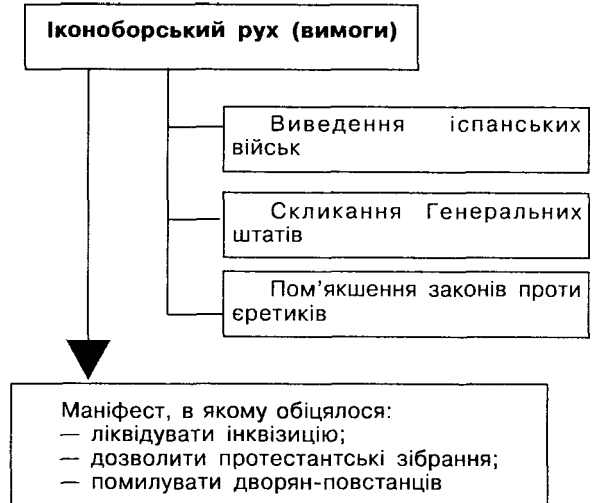 Іконоборський рух (вимоги)
Виведення іспанських
військ
Скликання Генеральних
штатів
Пом’якшення законів проти
єретиків
Маніфест, в якому обіцялося:
— ліквідувати інквізицію;
— дозволити протестантські зібрання;
— помилувати дворян-повстанців